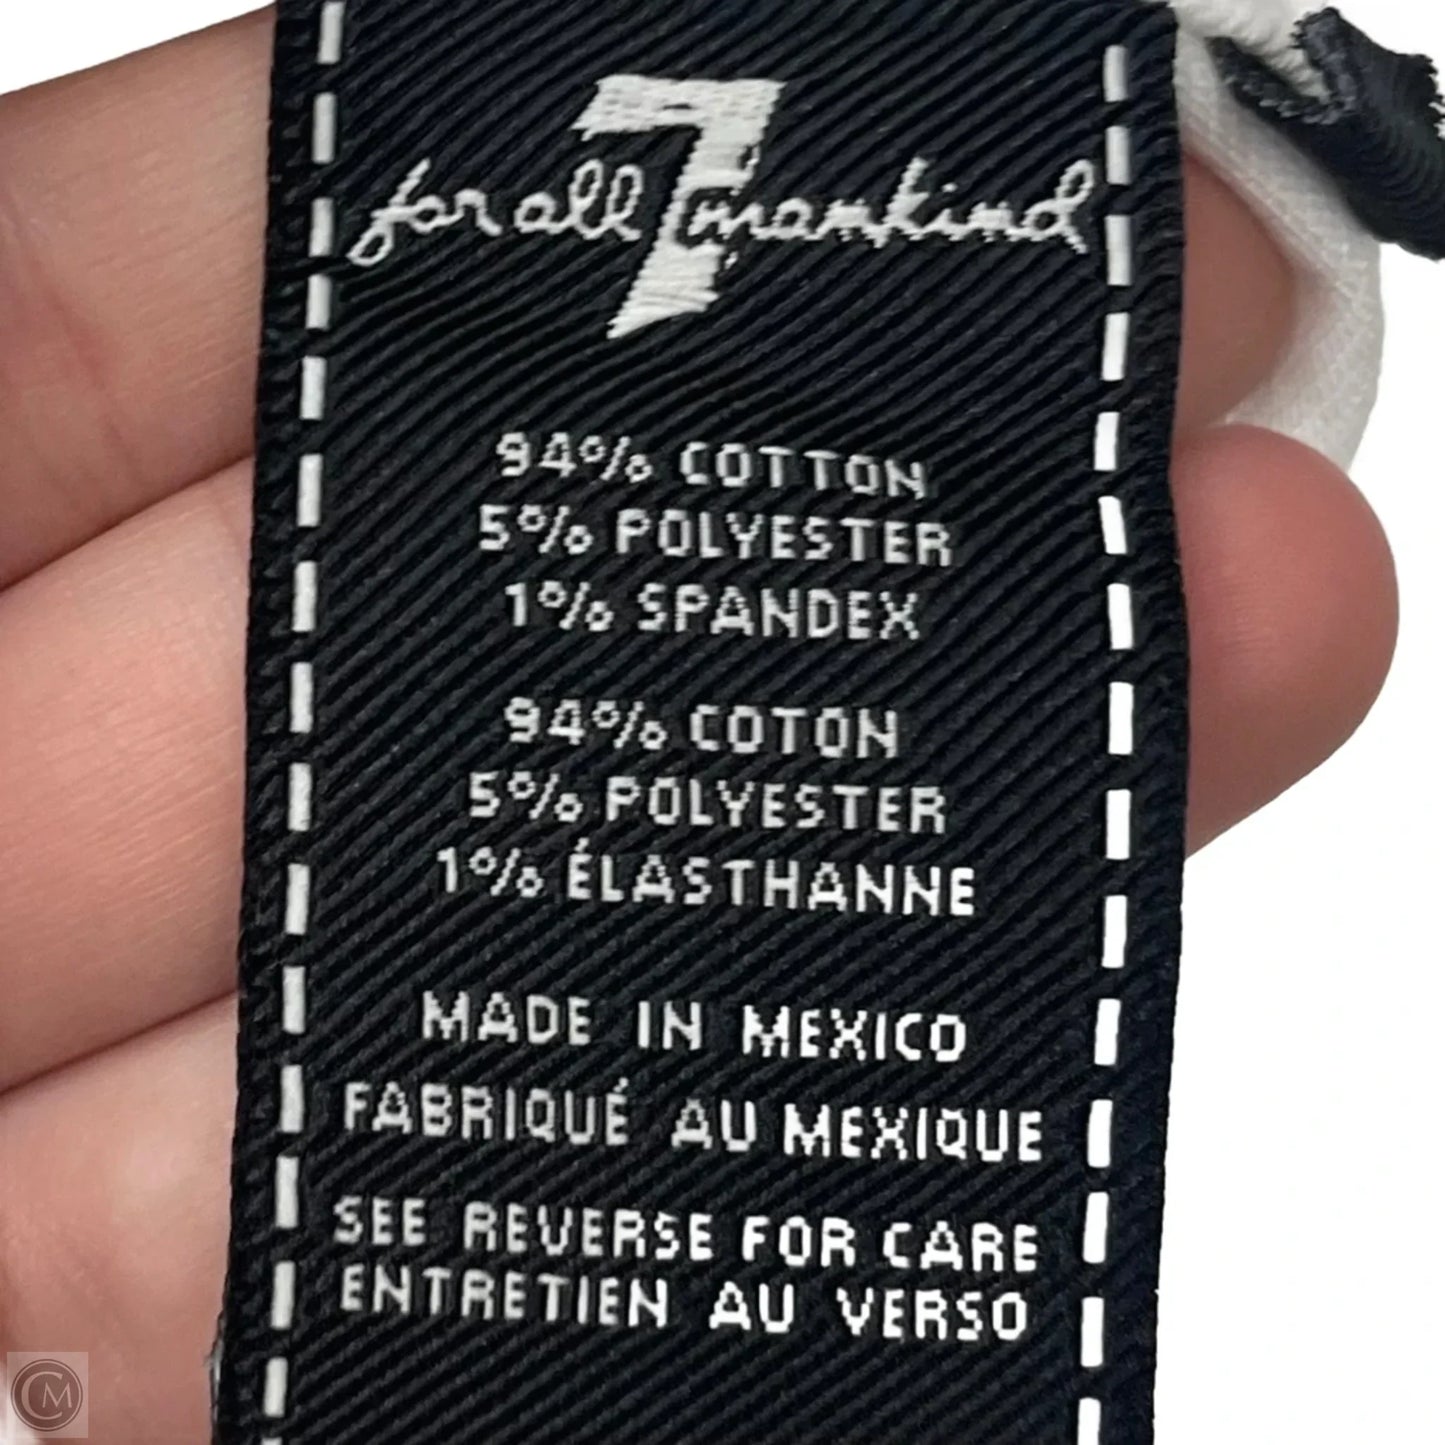 for all 7 mankind
94% COTTON
5% POLYESTER
1% SPANDEX
94% COTON
5% POLYESTER
1% ÉLASTHANNE
MADE IN MEXICO
FABRIQUÉ AU MEXIQUE
SEE REVERSE FOR CARE
ENTRETIEN AU VERSO
CM